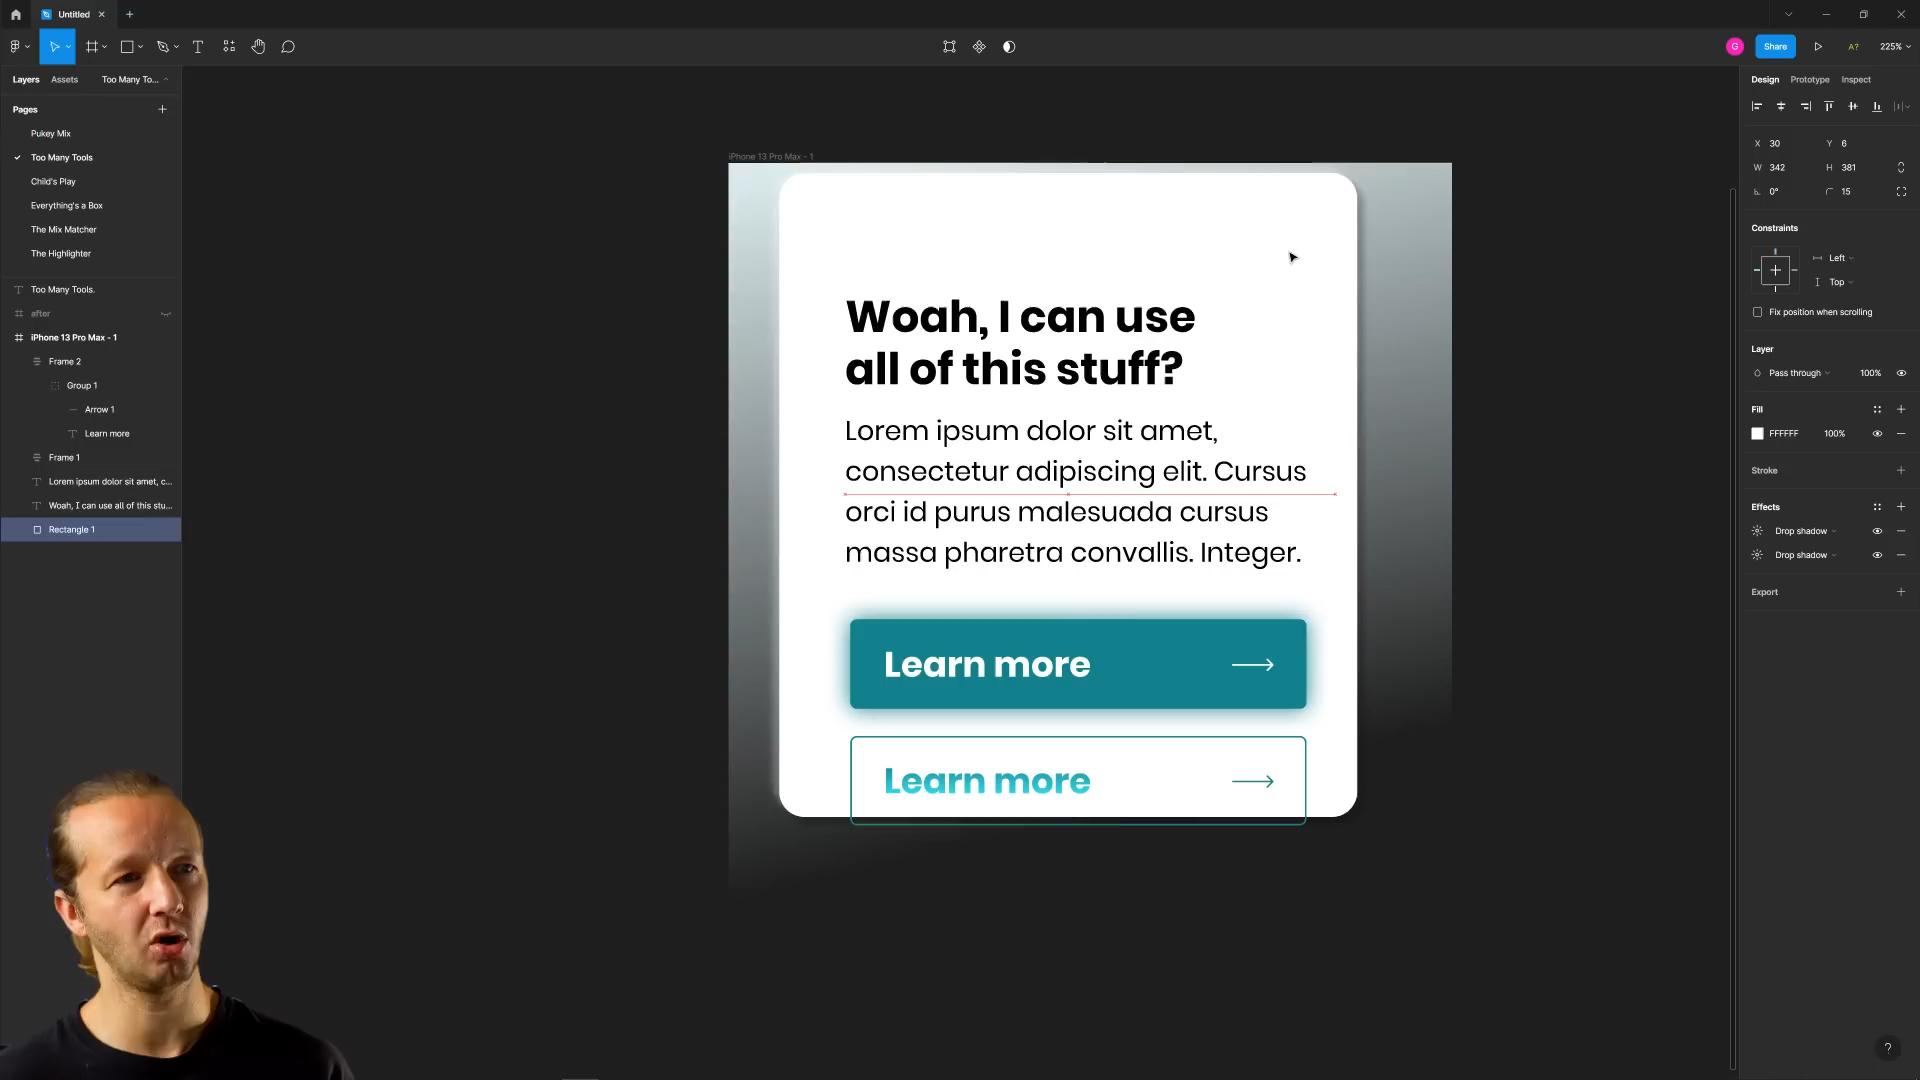 Untitled
Share
A?
225%
Layers
Assets
Too Many To...
Pages
Pukey Mix
Too Many Tools
Child's Play
Everything's a Box
The Mix Matcher
The Highlighter
Too Many Tools.
after
iPhone 13 Pro Max - 1
Frame 2
Group 1
Arrow 1
Learn more
Frame 1
Lorem ipsum dolor sit amet, c...
Woah, I can use all of this stu...
Rectangle 1
iPhone 13 Pro Max - 1
Woah, I can use
all of this stuff?
Lorem ipsum dolor sit amet,
consectetur adipiscing elit. Cursus
orci id purus malesuada cursus
massa pharetra convallis. Integer.
Learn more
Learn more
G
Design
Prototype
Inspect
X 30
Y 6
W 342
H 381
0°
15
Constraints
Left
Top
Fix position when scrolling
Layer
Pass through
100%
Fill
FFFFFF
100%
Stroke
Effects
Drop shadow
Drop shadow
Export
?